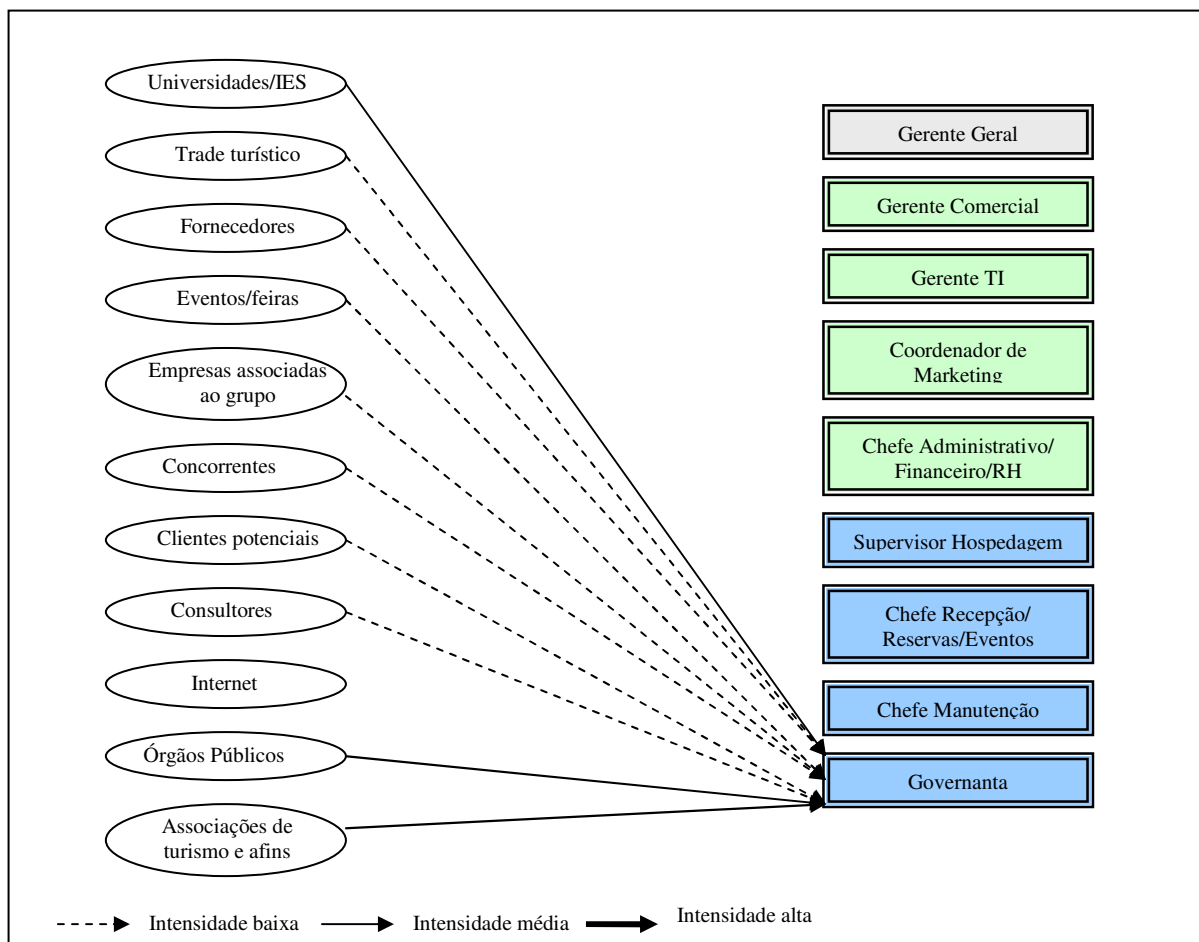 Universidades/IES
Trade turístico
Fornecedores
Eventos/feiras
Empresas associadas
ao grupo
Concorrentes
Clientes potenciais
Consultores
Internet
Órgãos Públicos
Associações de
turismo e afins
Gerente Geral
Gerente Comercial
Gerente TI
Coordenador de
Marketing
Chefe Administrativo/
Financeiro/RH
Supervisor Hospedagem
Chefe Recepção/
Reservas/Eventos
Chefe Manutenção
Governanta
Intensidade baixa
Intensidade média
Intensidade alta